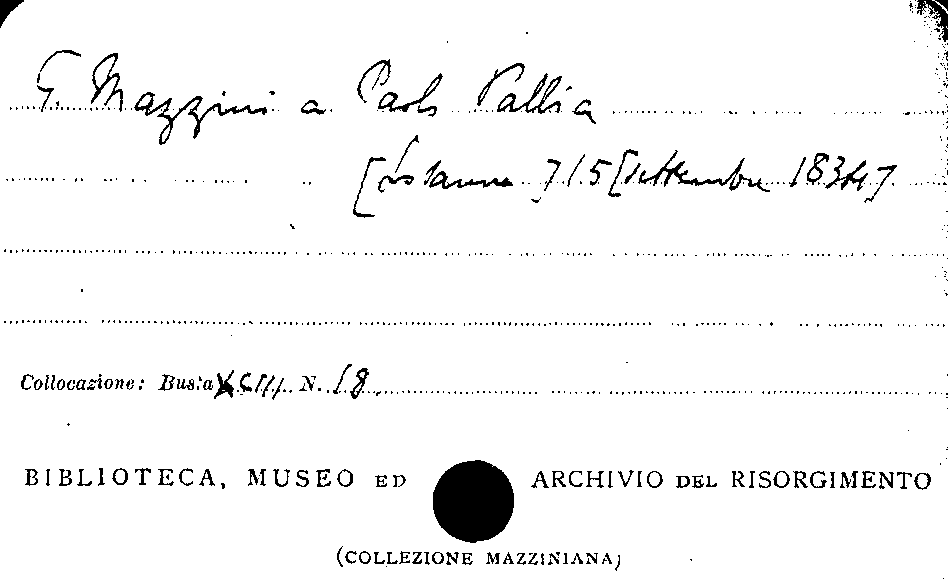 G. Mazzini a Paolo Pallia
[Losanna] 15 [settembre 1834]
Collocazione: Busta XCIII N. 18.
BIBLIOTECA, MUSEO ED ARCHIVIO DEL RISORGIMENTO
(COLLEZIONE MAZZINIANA)